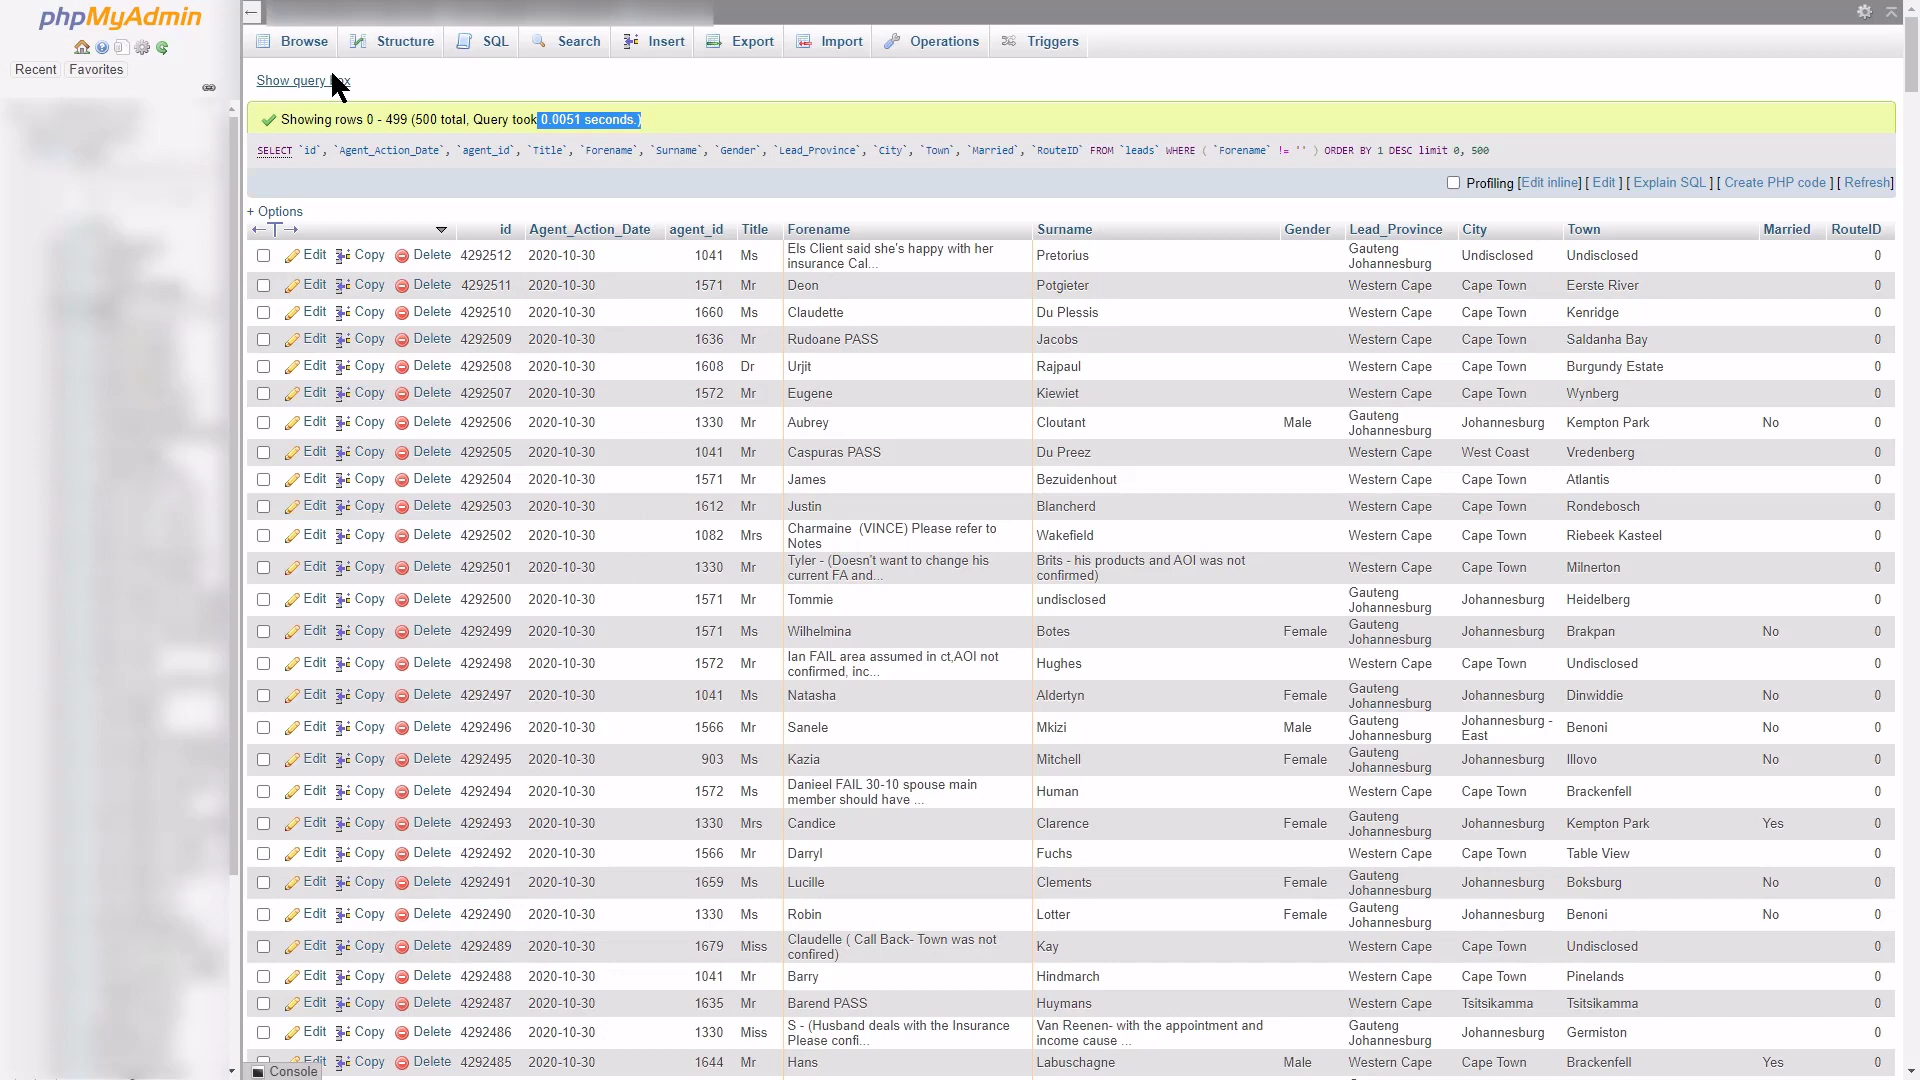 phpMyAdmin
Recent Favorites
Browse Structure SQL Search Insert Export Import Operations Triggers
Show query box
Showing rows 0 - 499 (500 total, Query took 0.0051 seconds.)
SELECT `id`, `Agent_Action_Date`, `agent_id`, `Title`, `Forename`, `Surname`, `Gender`, `Lead_Province`, `City`, `Town`, `Married`, `RouteID` FROM `leads` WHERE ( `Forename` != '' ) ORDER BY 1 DESC limit 0, 500
Profiling [Edit inline] [ Edit ] [ Explain SQL ] [ Create PHP code ] [ Refresh]
+ Options
←T→ id Agent_Action_Date agent_id Title Forename Surname Gender Lead_Province City Town Married RouteID
Edit Copy Delete 4292512 2020-10-30 1041 Ms Els Client said she's happy with her insurance Cal... Pretorius Gauteng Johannesburg Undisclosed Undisclosed 0
Edit Copy Delete 4292511 2020-10-30 1571 Mr Deon Potgieter Western Cape Cape Town Eerste River 0
Edit Copy Delete 4292510 2020-10-30 1660 Ms Claudette Du Plessis Western Cape Cape Town Kenridge 0
Edit Copy Delete 4292509 2020-10-30 1636 Mr Rudoane PASS Jacobs Western Cape Cape Town Saldanha Bay 0
Edit Copy Delete 4292508 2020-10-30 1608 Dr Urjit Rajpaul Western Cape Cape Town Burgundy Estate 0
Edit Copy Delete 4292507 2020-10-30 1572 Mr Eugene Kiewiet Western Cape Cape Town Wynberg 0
Edit Copy Delete 4292506 2020-10-30 1330 Mr Aubrey Cloutant Male Gauteng Johannesburg Johannesburg Kempton Park No 0
Edit Copy Delete 4292505 2020-10-30 1041 Mr Caspuras PASS Du Preez Western Cape West Coast Vredenberg 0
Edit Copy Delete 4292504 2020-10-30 1571 Mr James Bezuidenhout Western Cape Cape Town Atlantis 0
Edit Copy Delete 4292503 2020-10-30 1612 Mr Justin Blancherd Western Cape Cape Town Rondebosch 0
Edit Copy Delete 4292502 2020-10-30 1082 Mrs Charmaine (VINCE) Please refer to Notes Wakefield Western Cape Cape Town Riebeek Kasteel 0
Edit Copy Delete 4292501 2020-10-30 1330 Mr Tyler - (Doesn't want to change his current FA and... Brits - his products and AOI was not confirmed) Western Cape Cape Town Milnerton 0
Edit Copy Delete 4292500 2020-10-30 1571 Mr Tommie undisclosed Gauteng Johannesburg Johannesburg Heidelberg 0
Edit Copy Delete 4292499 2020-10-30 1571 Ms Wilhelmina Botes Female Gauteng Johannesburg Johannesburg Brakpan No 0
Edit Copy Delete 4292498 2020-10-30 1572 Mr Ian FAIL area assumed in ct,AOI not confirmed, inc... Hughes Western Cape Cape Town Undisclosed 0
Edit Copy Delete 4292497 2020-10-30 1041 Ms Natasha Aldertyn Female Gauteng Johannesburg Johannesburg Dinwiddie No 0
Edit Copy Delete 4292496 2020-10-30 1566 Mr Sanele Mkizi Male Gauteng Johannesburg Johannesburg - East Benoni No 0
Edit Copy Delete 4292495 2020-10-30 903 Ms Kazia Mitchell Female Gauteng Johannesburg Johannesburg Illovo No 0
Edit Copy Delete 4292494 2020-10-30 1572 Ms Danieel FAIL 30-10 spouse main member should have ... Human Western Cape Cape Town Brackenfell 0
Edit Copy Delete 4292493 2020-10-30 1330 Mrs Candice Clarence Female Gauteng Johannesburg Johannesburg Kempton Park Yes 0
Edit Copy Delete 4292492 2020-10-30 1566 Mr Darryl Fuchs Western Cape Cape Town Table View 0
Edit Copy Delete 4292491 2020-10-30 1659 Ms Lucille Clements Female Gauteng Johannesburg Johannesburg Boksburg No 0
Edit Copy Delete 4292490 2020-10-30 1330 Ms Robin Lotter Female Gauteng Johannesburg Johannesburg Benoni No 0
Edit Copy Delete 4292489 2020-10-30 1679 Miss Claudelle ( Call Back- Town was not confired) Kay Western Cape Cape Town Undisclosed 0
Edit Copy Delete 4292488 2020-10-30 1041 Mr Barry Hindmarch Western Cape Cape Town Pinelands 0
Edit Copy Delete 4292487 2020-10-30 1635 Mr Barend PASS Huymans Western Cape Tsitsikamma Tsitsikamma 0
Edit Copy Delete 4292486 2020-10-30 1330 Miss S - (Husband deals with the Insurance Please confi... Van Reenen- with the appointment and income cause ... Gauteng Johannesburg Johannesburg Germiston 0
Edit Copy Delete 4292485 2020-10-30 1644 Mr Hans Labuschagne Male Western Cape Cape Town Brackenfell Yes 0
Console